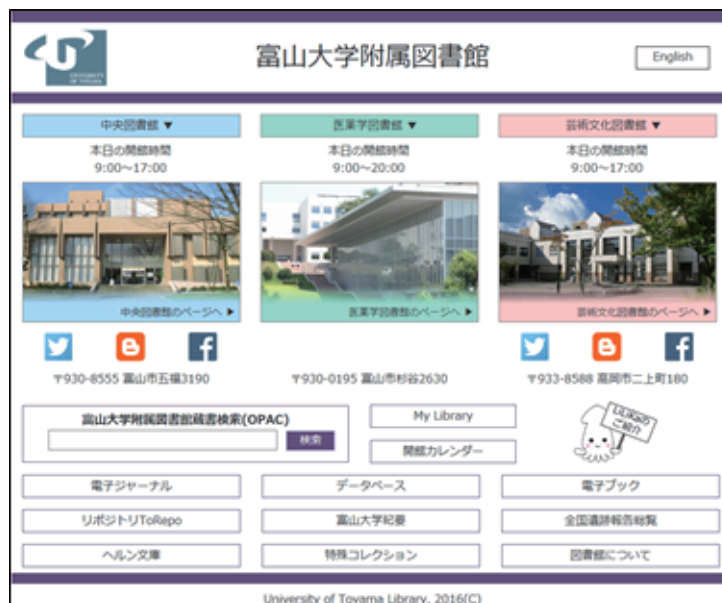 UNIVERSITY
OF TOYAMA
富山大学附属図書館
English
中央図書館 ▼
医薬学図書館 ▼
芸術文化図書館 ▼
本日の開館時間
9:00~17:00
本日の開館時間
9:00~20:00
本日の開館時間
9:00~17:00
中央図書館のページへ ▶
医薬学図書館のページへ ▶
芸術文化図書館のページへ ▶
〒930-8555 富山市五福3190
〒930-0195 富山市杉谷2630
〒933-8588 高岡市二上町180
富山大学附属図書館蔵書検索(OPAC)
検索
My Library
開館カレンダー
ご紹介
電子ジャーナル
データベース
電子ブック
リポジトリToRepo
富山大学紀要
全国遺跡報告総覧
ヘルン文庫
特殊コレクション
図書館について
University of Toyama Library, 2016(C)